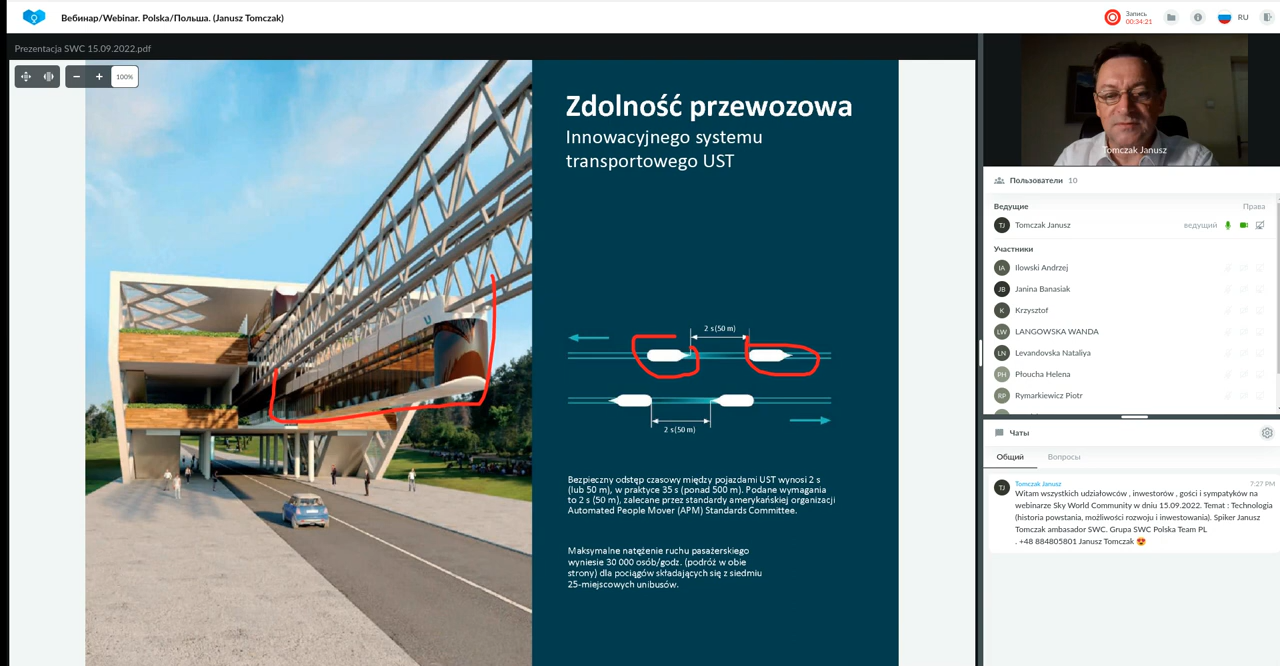 Вебинар/Webinar. Polska/Польша. (Janusz Tomczak)
Запись
00:34:21
RU
Prezentacja SWC 15.09.2022.pdf
100%
Zdolność przewozowa
Innowacyjnego systemu
transportowego UST
2 s (50 m)
2 s (50 m)
Bezpieczny odstęp czasowy między pojazdami UST wynosi 2 s
(lub 50 m), w praktyce 35 s (ponad 500 m). Podane wymagania
to 2 s (50 m), zalecane przez standardy amerykańskiej organizacji
Automated People Mover (APM) Standards Committee.
Maksymalne natężenie ruchu pasażerskiego
wyniesie 30 000 osób/godz. (podróż w obie
strony) dla pociągów składających się z siedmiu
25-miejscowych unibusów.
Tomczak Janusz
Пользователи 10
Ведущие Права
TJ Tomczak Janusz ведущий
Участники
IA Ilowski Andrzej
JB Janina Banasiak
K Krzysztof
LW LANGOWSKA WANDA
LN Levandovska Nataliya
PH Płoucha Helena
RP Rymarkiewicz Piotr
Чаты
Общий Вопросы
TJ Tomczak Janusz 7:27 PM
Witam wszystkich udziałowców , inwestorów , gości i sympatyków na
webinarze Sky World Community w dniu 15.09.2022. Temat : Technologia
(historia powstania, możliwości rozwoju i inwestowania). Spiker Janusz
Tomczak ambasador SWC. Grupa SWC Polska Team PL
. +48 884805801 Janusz Tomczak 😍